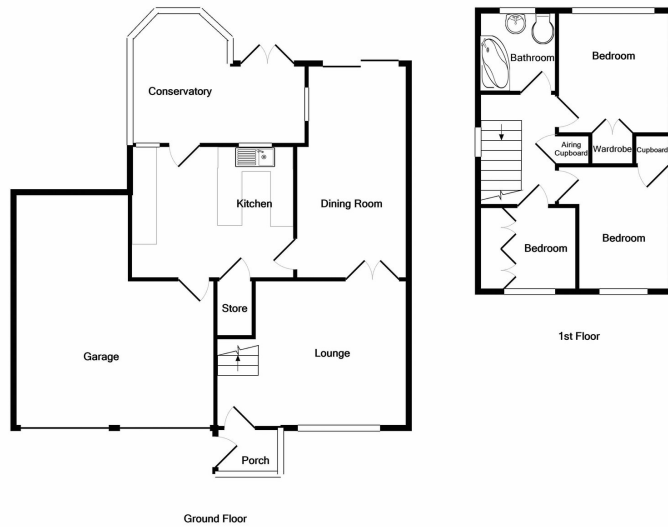 Conservatory
Kitchen
Dining Room
Store
Garage
Lounge
Porch
Ground Floor
Bathroom
Bedroom
Airing
Cupboard
Wardrobe
Cupboard
Bedroom
Bedroom
1st Floor